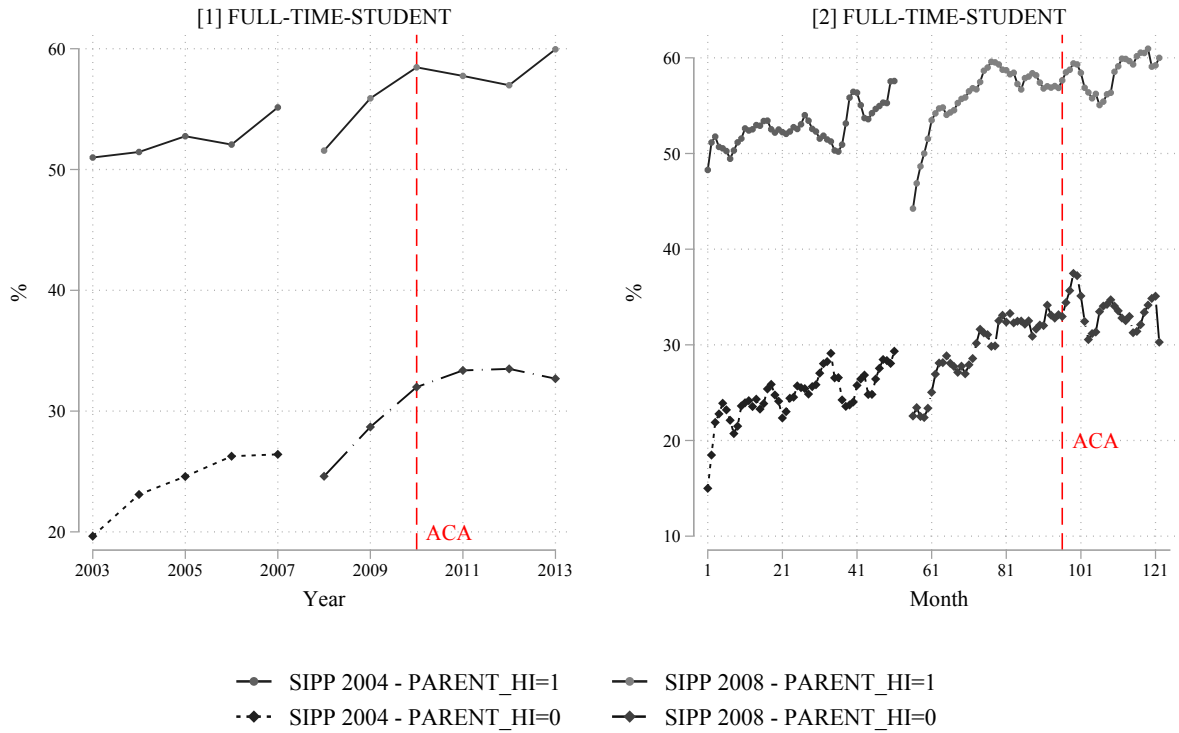 [1] FULL-TIME-STUDENT
60
50
40
30
20
%
ACA
2003 2005 2007 2009 2011 2013
Year
[2] FULL-TIME-STUDENT
60
50
40
30
20
10
%
ACA
1 21 41 61 81 101 121
Month
SIPP 2004 - PARENT_HI=1 SIPP 2008 - PARENT_HI=1
SIPP 2004 - PARENT_HI=0 SIPP 2008 - PARENT_HI=0